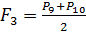 F₃ = (P₉ + P₁₀) / 2